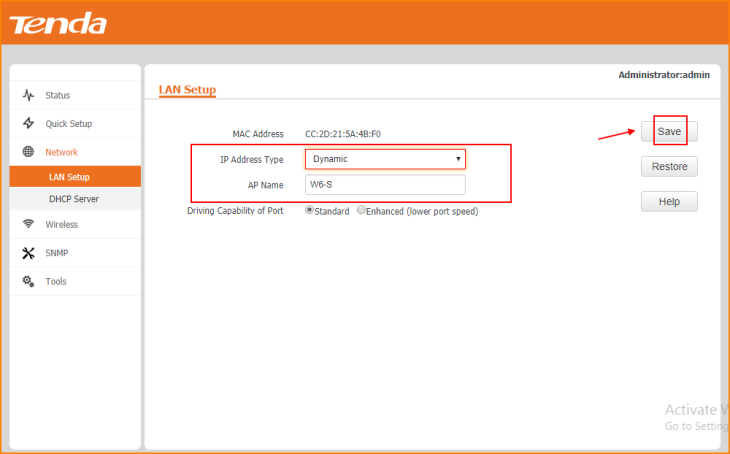 Tenda
Administrator:admin
LAN Setup
Status
Quick Setup
Network
LAN Setup
DHCP Server
Wireless
SNMP
Tools
MAC Address CC:2D:21:5A:4B:F0
IP Address Type Dynamic
AP Name W6-S
Driving Capability of Port Standard Enhanced (lower port speed)
Save
Restore
Help
Activate W
Go to Setting